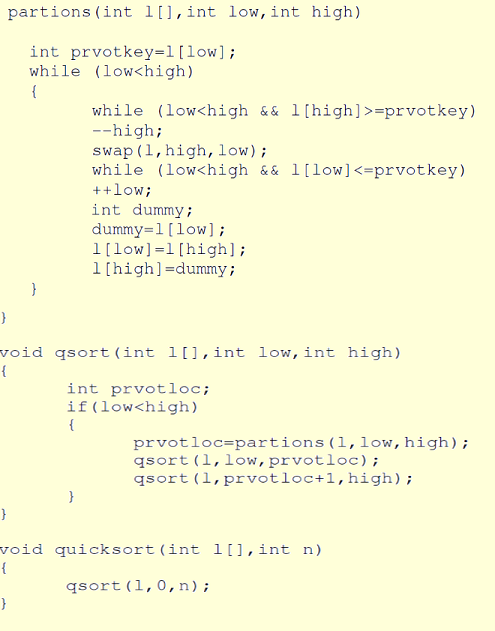 partions(int l[],int low,int high)
int prvotkey=l[low];
while (low<high)
{
while (low<high && l[high]>=prvotkey)
--high;
swap(l,high,low);
while (low<high && l[low]<=prvotkey)
++low;
int dummy;
dummy=l[low];
l[low]=l[high];
l[high]=dummy;
}
}
void qsort(int l[],int low,int high)
{
int prvotloc;
if(low<high)
{
prvotloc=partions(l,low,high);
qsort(l,low,prvotloc);
qsort(l,prvotloc+1,high);
}
}
void quicksort(int l[],int n)
{
qsort(l,0,n);
}